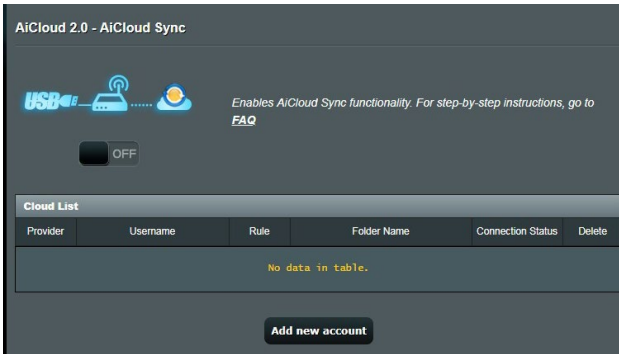 AiCloud 2.0 - AiCloud Sync
USB
Enables AiCloud Sync functionality. For step-by-step instructions, go to
FAQ
OFF
Cloud List
Provider Username Rule Folder Name Connection Status Delete
No data in table.
Add new account